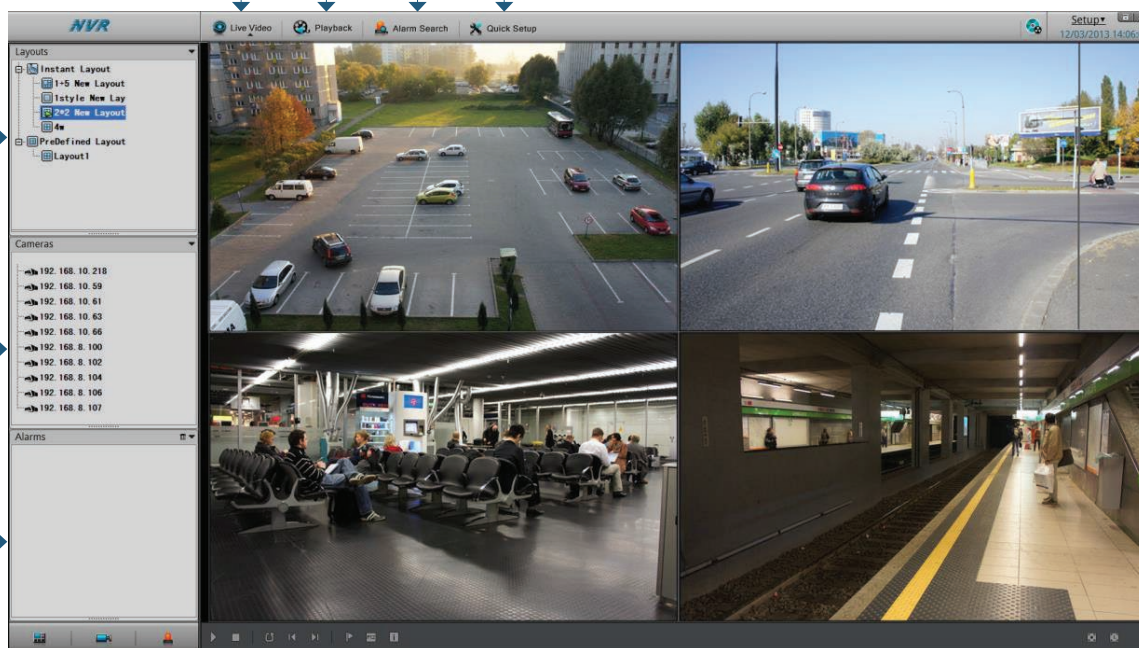 NVR
Live Video
Playback
Alarm Search
Quick Setup
Setup
12/03/2013 14:06:
Layouts
Instant Layout
1+5 New Layout
1style New Lay
2*2 New Layout
4w
PreDefined Layout
Layout1
Cameras
192. 168. 10. 218
192. 168. 10. 59
192. 168. 10. 61
192. 168. 10. 63
192. 168. 10. 66
192. 168. 8. 100
192. 168. 8. 102
192. 168. 8. 104
192. 168. 8. 106
192. 168. 8. 107
Alarms